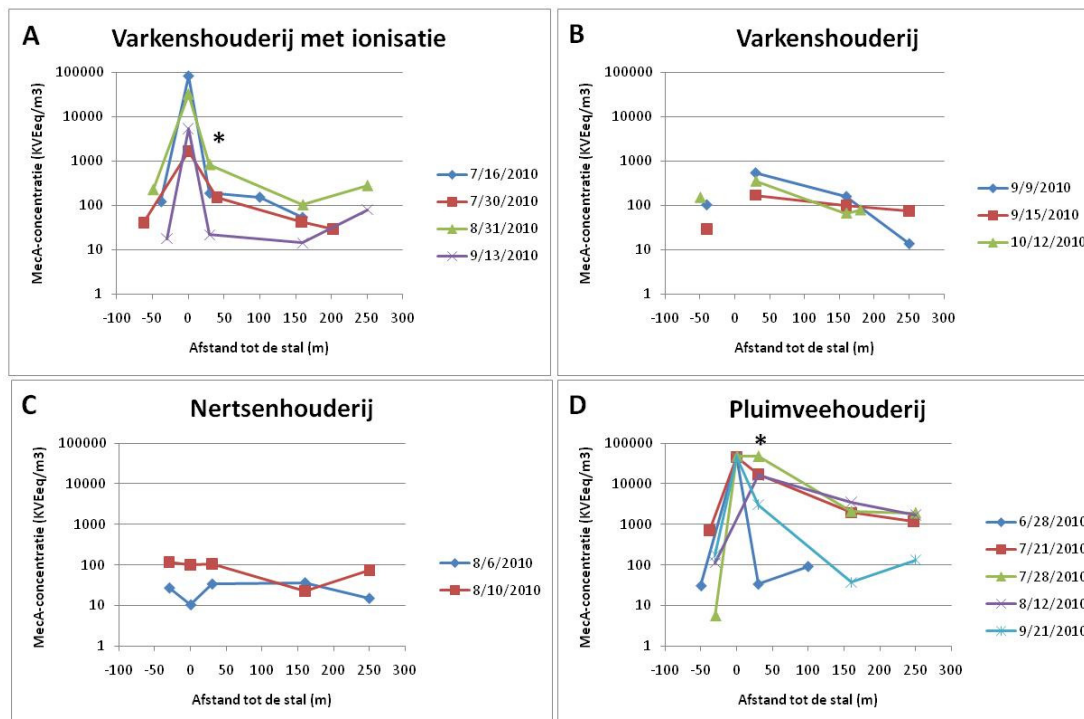 A
Varkenshouderij met ionisatie
MecA-concentratie (KVEeq/m3)
100000
10000
1000
100
10
1
-100 -50 0 50 100 150 200 250 300
Afstand tot de stal (m)
*
7/16/2010
7/30/2010
8/31/2010
9/13/2010
B
Varkenshouderij
MecA-concentratie (KVEeq/m3)
100000
10000
1000
100
10
1
-100 -50 0 50 100 150 200 250 300
Afstand tot de stal (m)
9/9/2010
9/15/2010
10/12/2010
C
Nertsenhouderij
MecA-concentratie (KVEeq/m3)
100000
10000
1000
100
10
1
-100 -50 0 50 100 150 200 250 300
Afstand tot de stal (m)
8/6/2010
8/10/2010
D
Pluimveehouderij
MecA-concentratie (KVEeq/m3)
100000
10000
1000
100
10
1
-100 -50 0 50 100 150 200 250 300
Afstand tot de stal (m)
*
6/28/2010
7/21/2010
7/28/2010
8/12/2010
9/21/2010